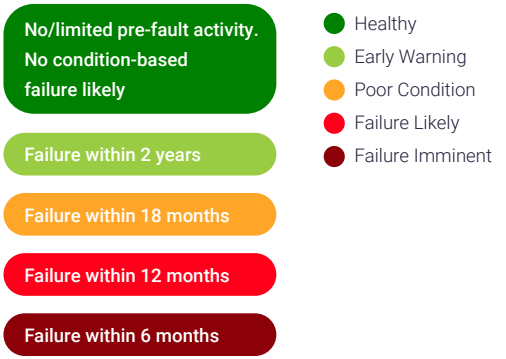 No/limited pre-fault activity.
No condition-based
failure likely
Failure within 2 years
Failure within 18 months
Failure within 12 months
Failure within 6 months
Healthy
Early Warning
Poor Condition
Failure Likely
Failure Imminent